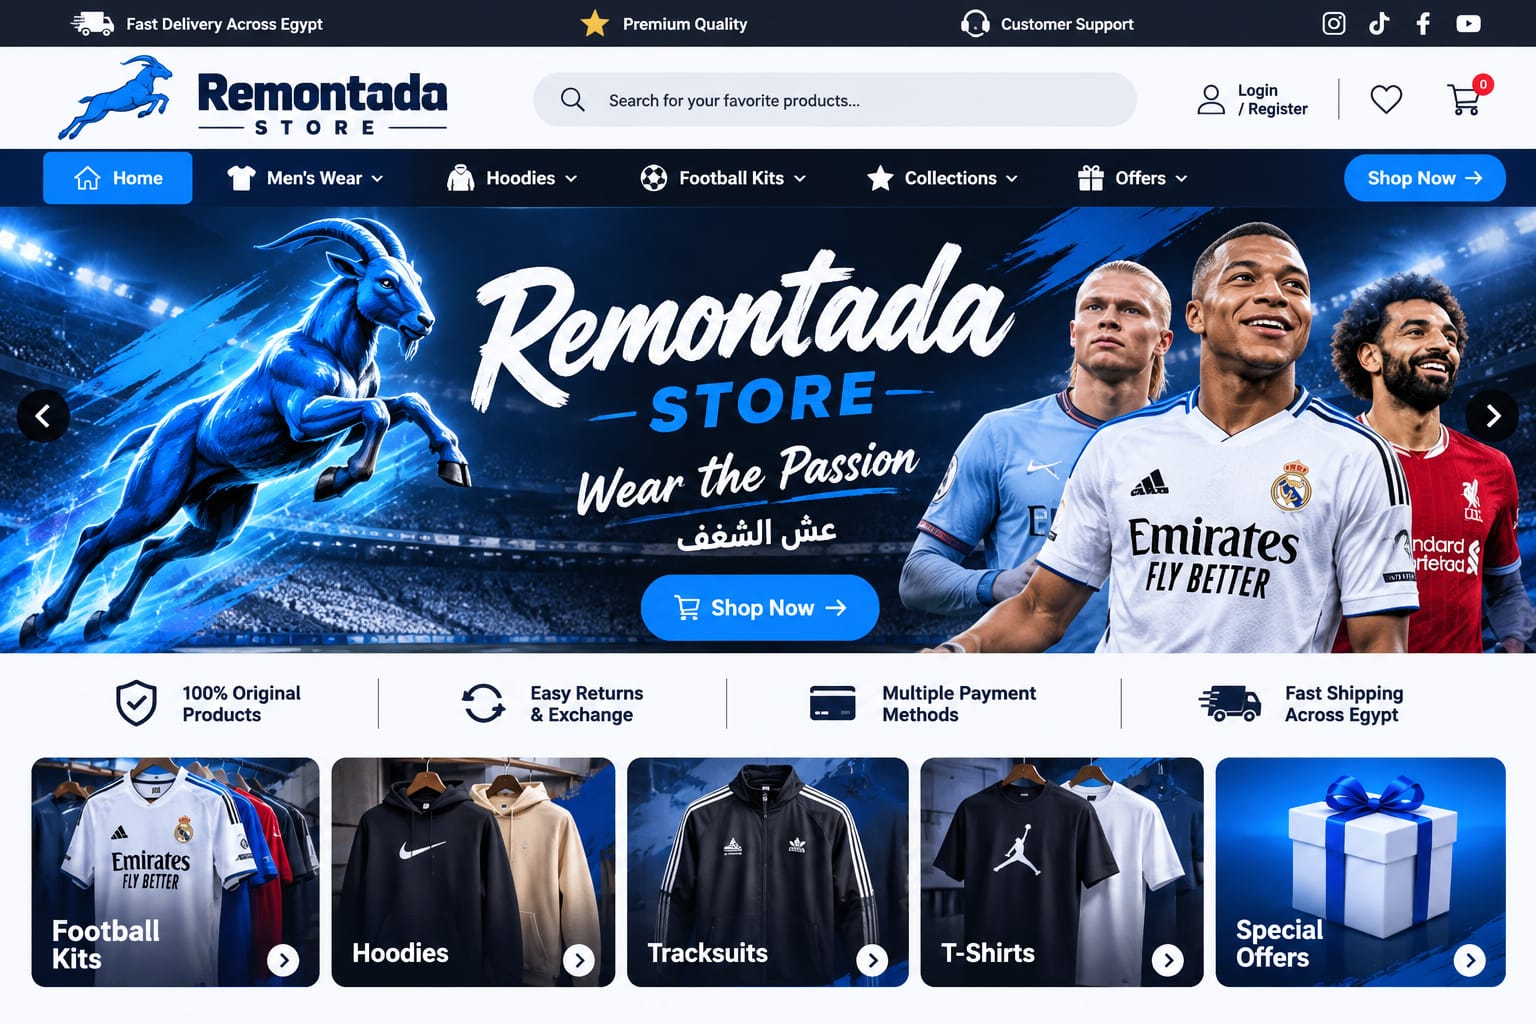 Fast Delivery Across Egypt
Premium Quality
Customer Support
Remontada
STORE
Search for your favorite products...
Login
/ Register
0
Home
Men's Wear
Hoodies
Football Kits
Collections
Offers
Shop Now
Remontada
STORE
Wear the Passion
عش الشغف
Shop Now
Emirates
FLY BETTER
ndard
100% Original
Products
Easy Returns
& Exchange
Multiple Payment
Methods
Fast Shipping
Across Egypt
Emirates
FLY BETTER
Football
Kits
Hoodies
Tracksuits
T-Shirts
Special
Offers